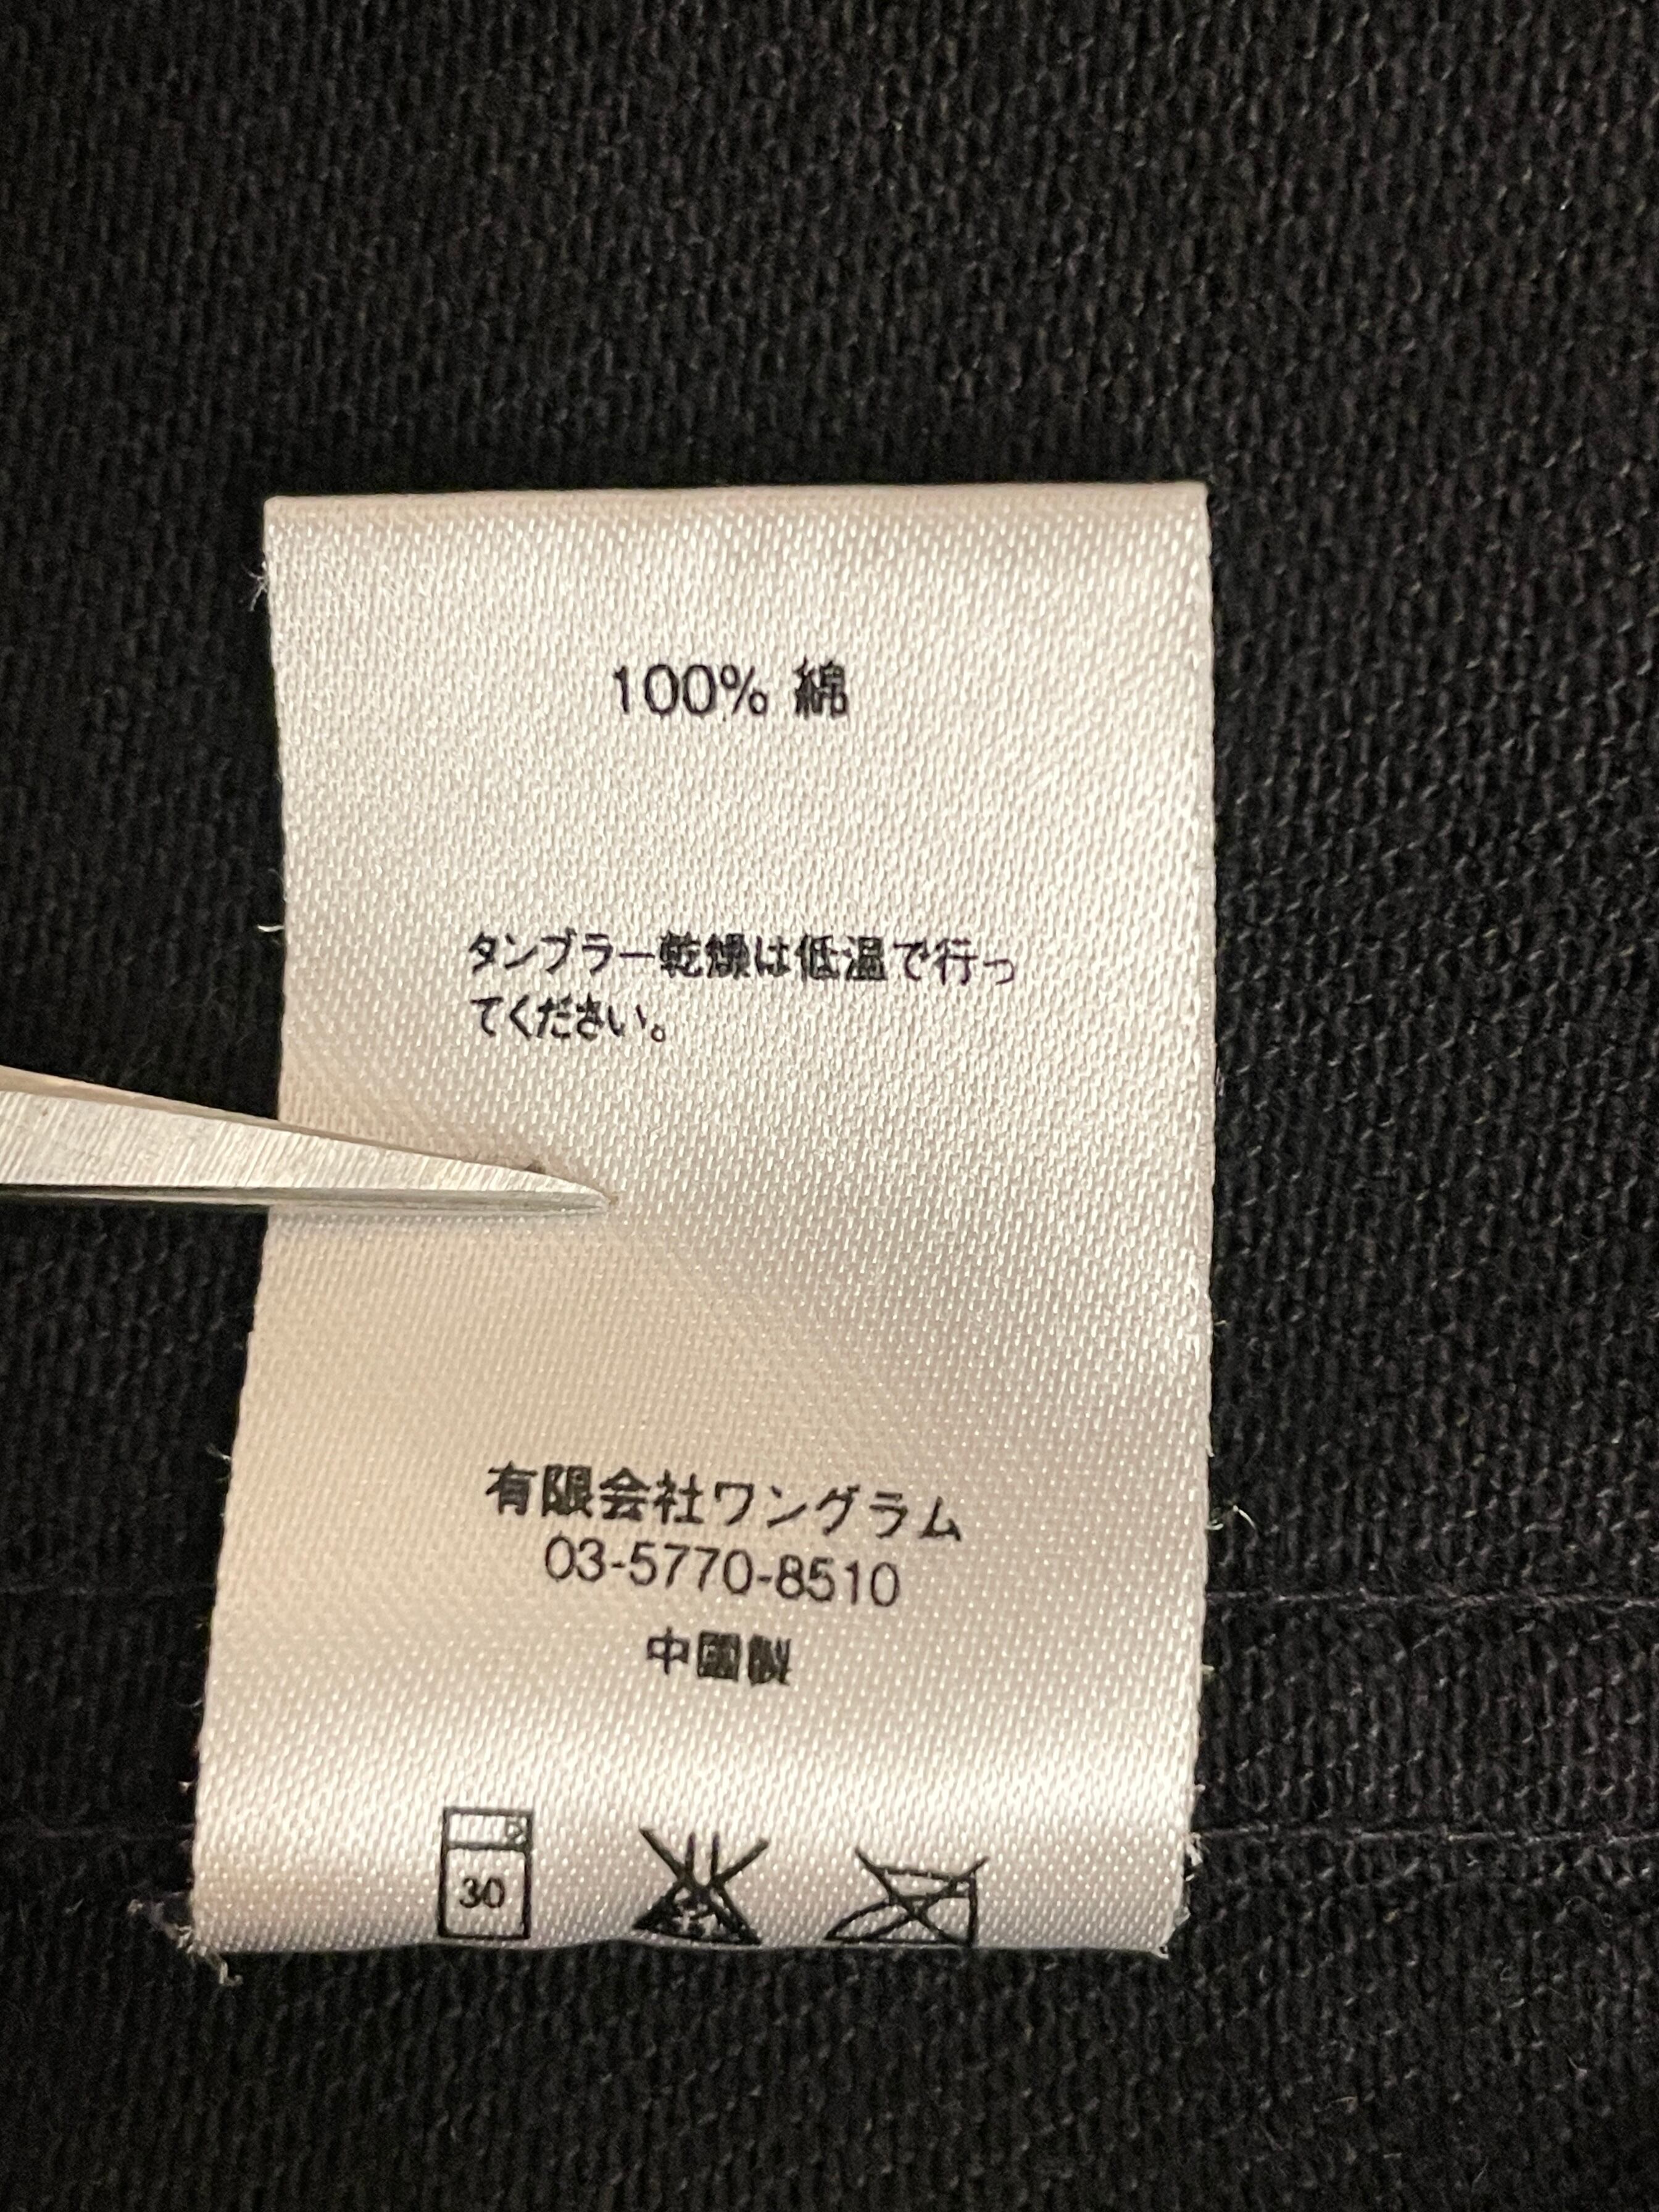 100% 綿
タンブラー乾燥は低温で行っ
てください。
有限会社ワングラム
03-5770-8510
中國製
30